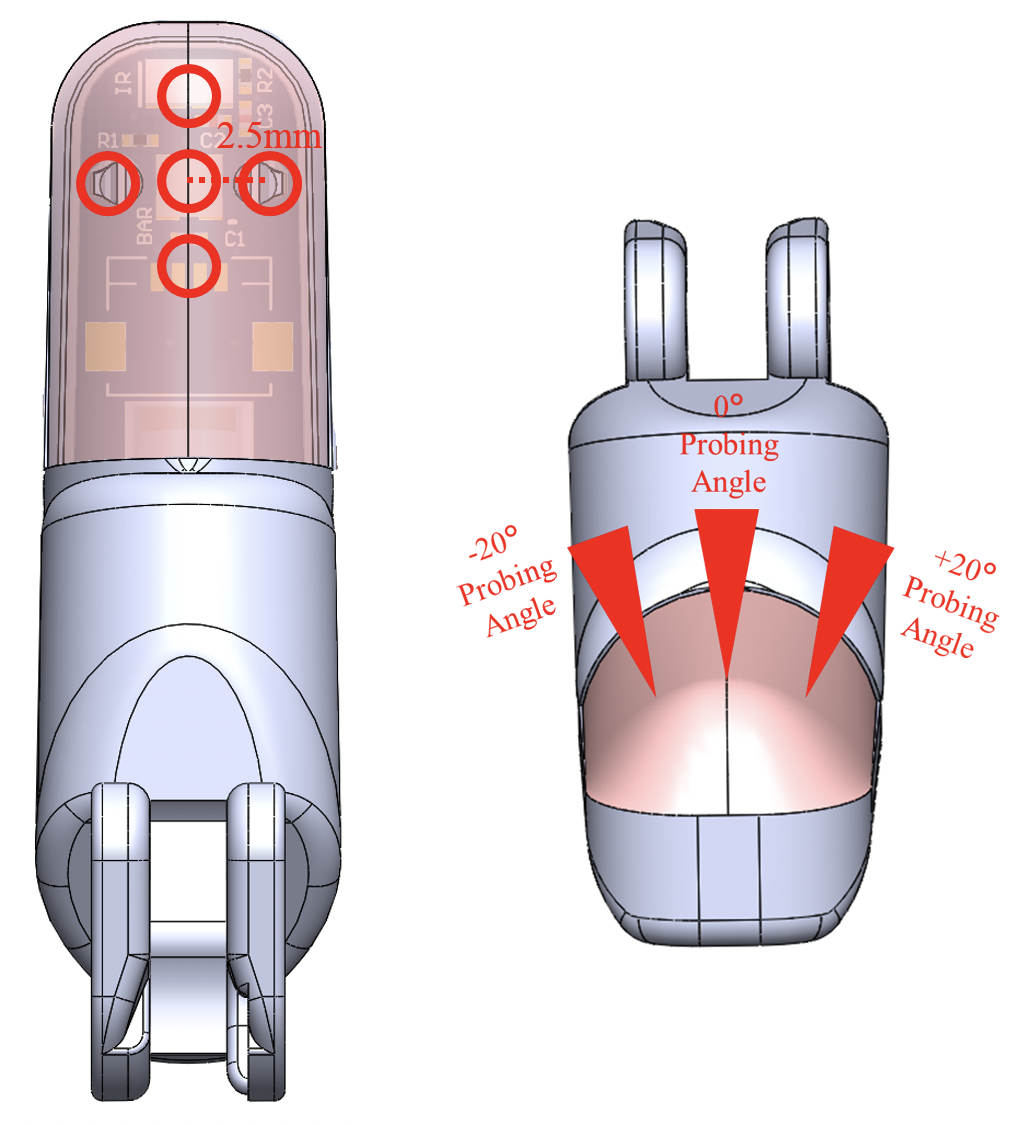 IR
R2
C3
R1
C2
2.5mm
BAR
C1
0°
Probing
Angle
-20°
Probing
Angle
+20°
Probing
Angle